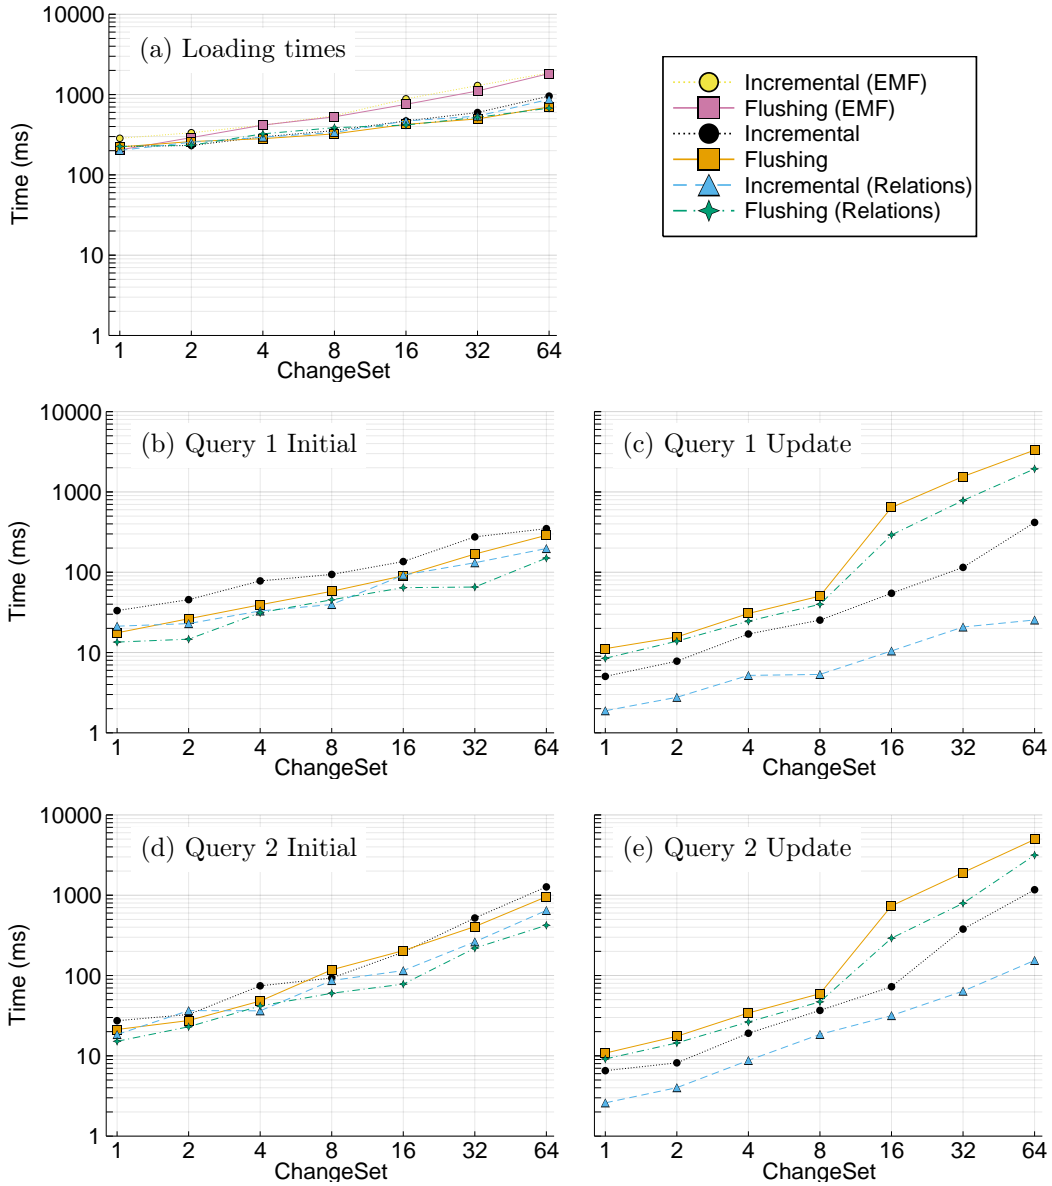 (a) Loading times
10000
1000
100
10
1
Time (ms)
1 2 4 8 16 32 64
ChangeSet
Incremental (EMF)
Flushing (EMF)
Incremental
Flushing
Incremental (Relations)
Flushing (Relations)
(b) Query 1 Initial
10000
1000
100
10
1
Time (ms)
1 2 4 8 16 32 64
ChangeSet
(c) Query 1 Update
1 2 4 8 16 32 64
ChangeSet
(d) Query 2 Initial
10000
1000
100
10
1
Time (ms)
1 2 4 8 16 32 64
ChangeSet
(e) Query 2 Update
1 2 4 8 16 32 64
ChangeSet